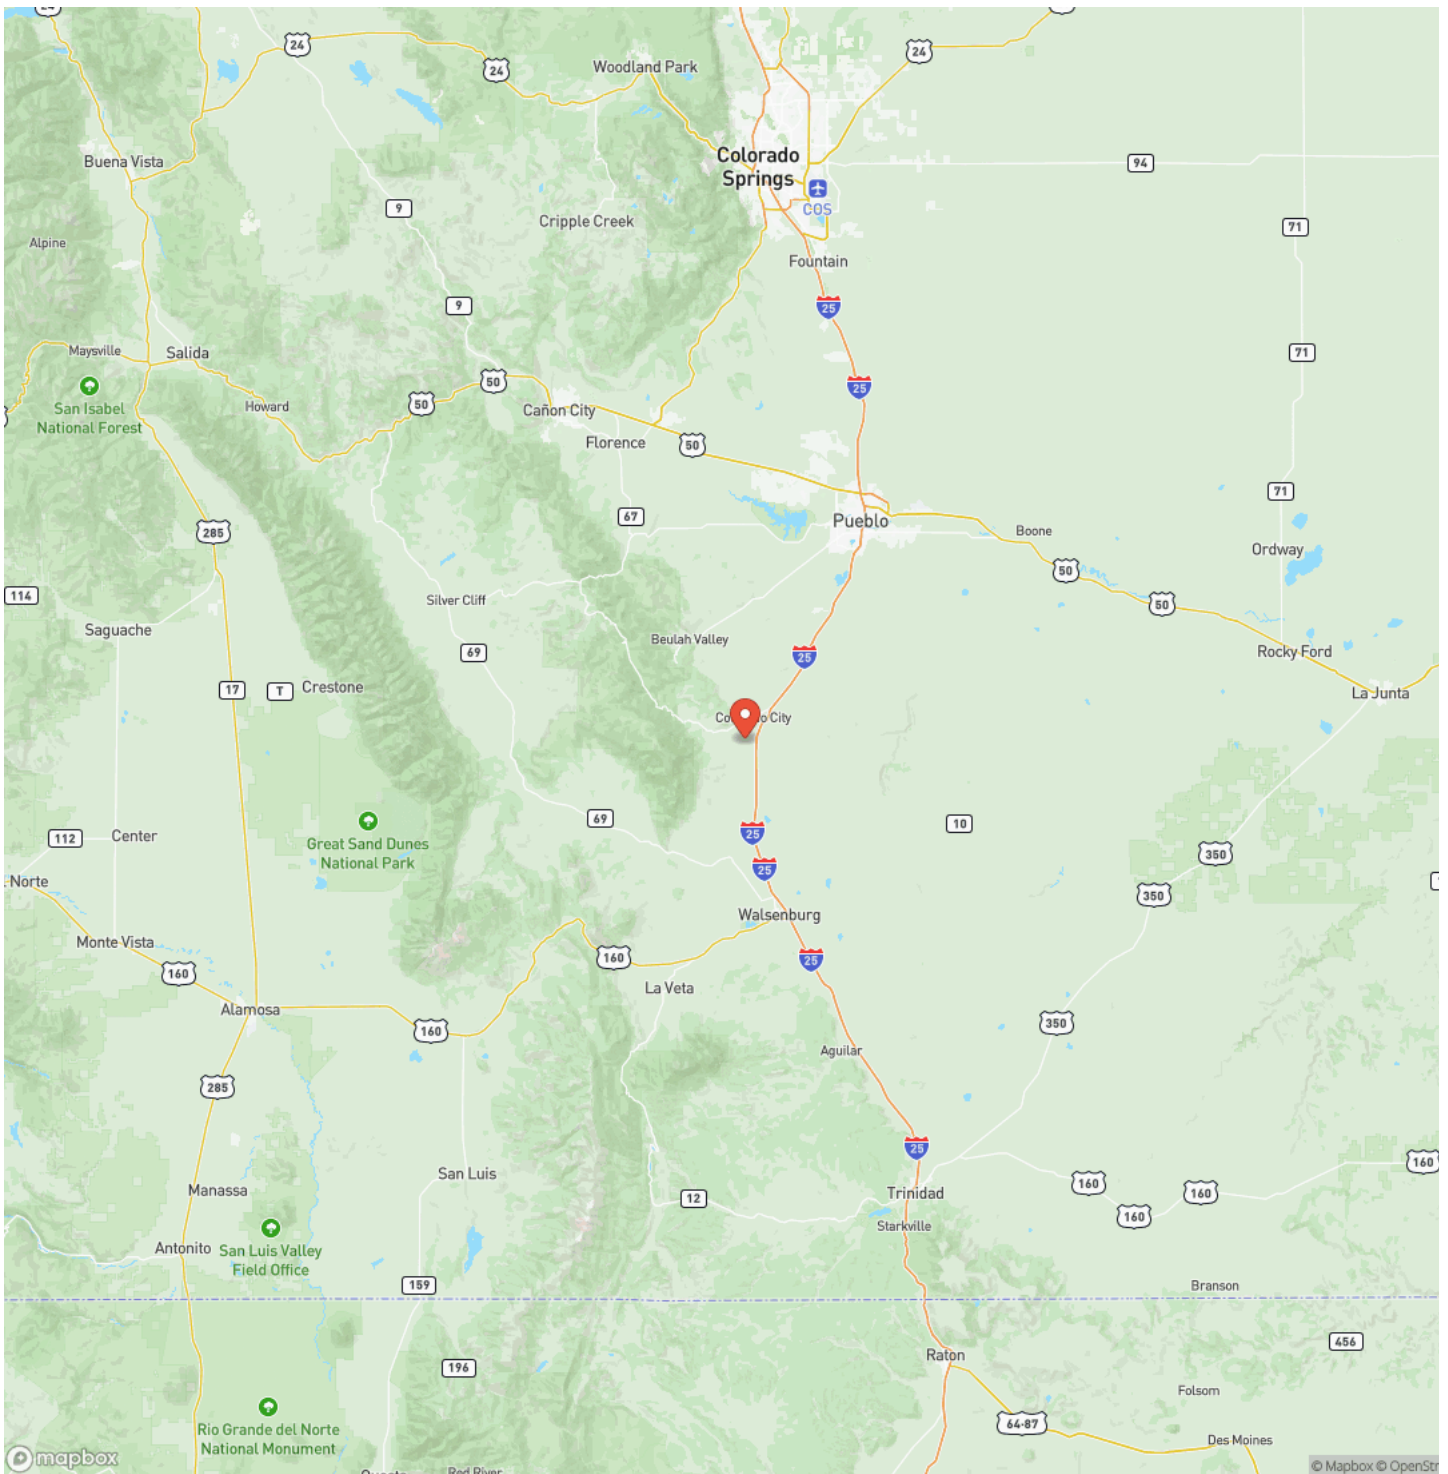 24
24
24
24
Woodland Park
Colorado
Springs
COS
94
Buena Vista
9
Cripple Creek
71
Alpine
Fountain
9
25
Maysville
Salida
71
San Isabel
National Forest
Howard
50
50
Cañon City
25
Florence
50
71
67
Pueblo
285
Boone
Ordway
50
50
114
Silver Cliff
Saguache
Beulah Valley
69
25
Rocky Ford
17
T
Crestone
La Junta
City
112
Center
Great Sand Dunes
National Park
69
25
10
25
350
350
Norte
Walsenburg
Monte Vista
160
160
25
La Veta
Alamosa
160
350
Aguilar
285
25
160
San Luis
Manassa
12
Trinidad
160
160
160
Starkville
San Luis Valley
Field Office
Antonito
159
Branson
196
Raton
456
Folsom
Rio Grande del Norte
National Monument
64-87
Des Moines
mapbox
Red River
© Mapbox © OpenStr